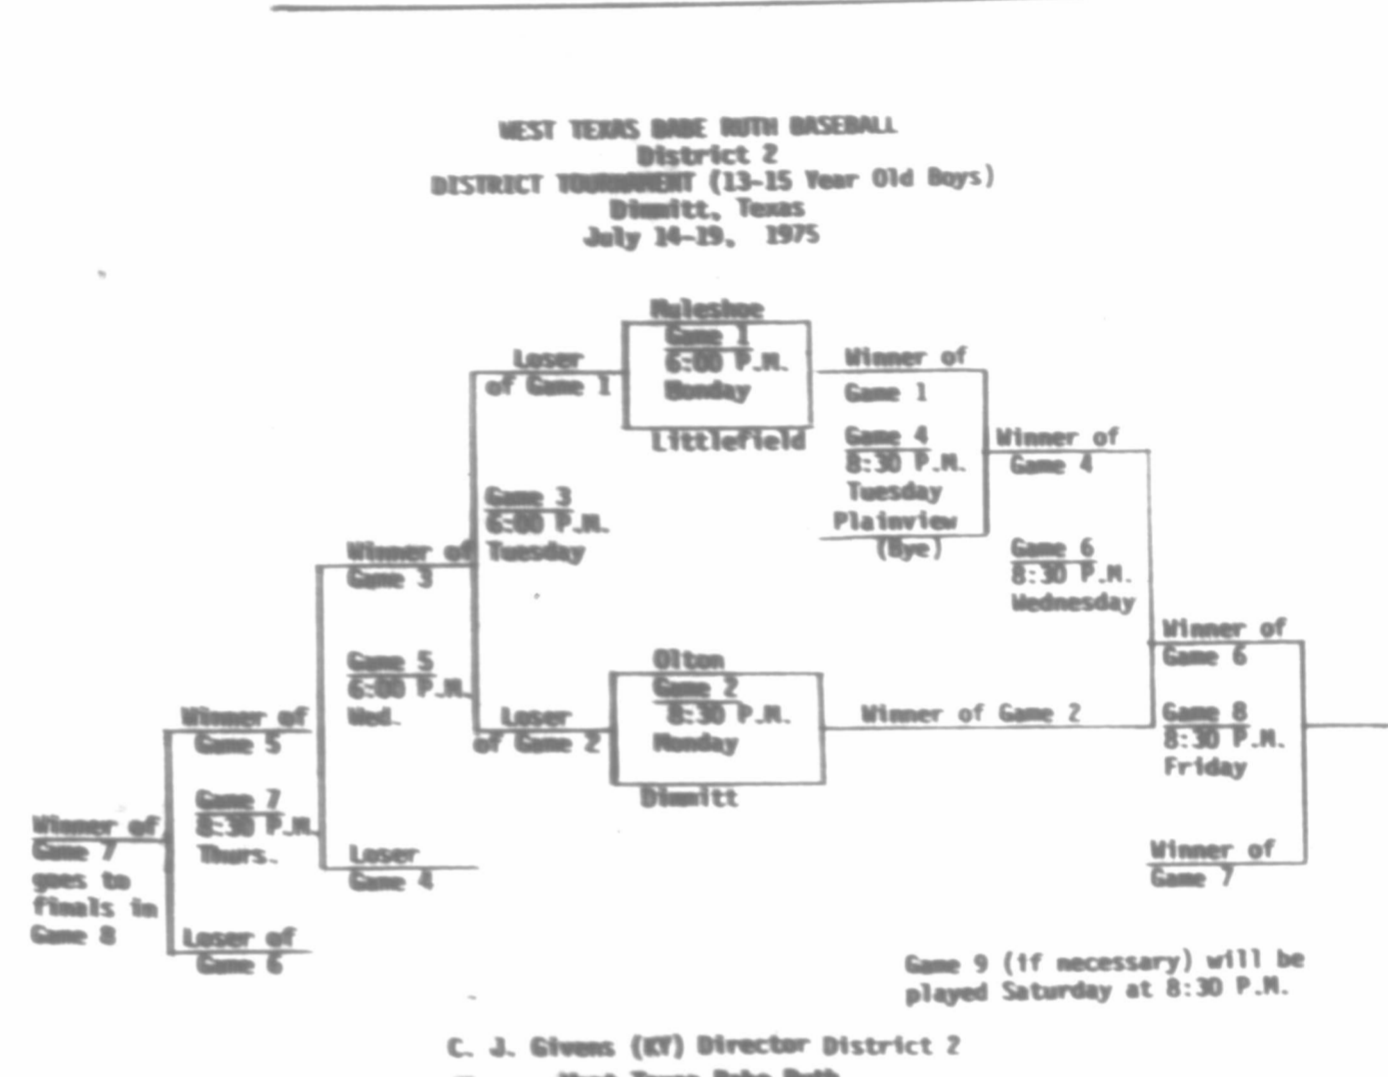 WEST TEXAS BABE RUTH BASEBALL
District 2
DISTRICT TOURNAMENT (13-15 Year Old Boys)
Dimmitt, Texas
July 14-19, 1975
Muleshoe
Game 1
6:00 P.M.
Monday
Littlefield
Loser
of Game 1
Winner of
Game 1
Game 4
8:30 P.M.
Tuesday
Plainview
(Bye)
Winner of
Game 4
Game 3
6:00 P.M.
Tuesday
Winner of
Game 3
Game 6
8:30 P.M.
Wednesday
Olton
Game 2
8:30 P.M.
Monday
Dimmitt
Loser
of Game 2
Winner of Game 2
Game 5
6:00 P.M.
Wed.
Winner of
Game 6
Game 8
8:30 P.M.
Friday
Winner of
Game 5
Game 7
8:30 P.M.
Thurs.
Loser
Game 4
Winner of
Game 7
Winner of
Game 7
goes to
finals in
Game 8
Loser of
Game 6
Game 9 (if necessary) will be
played Saturday at 8:30 P.M.
C. J. Givens (KY) Director District 2
West Texas Babe Ruth